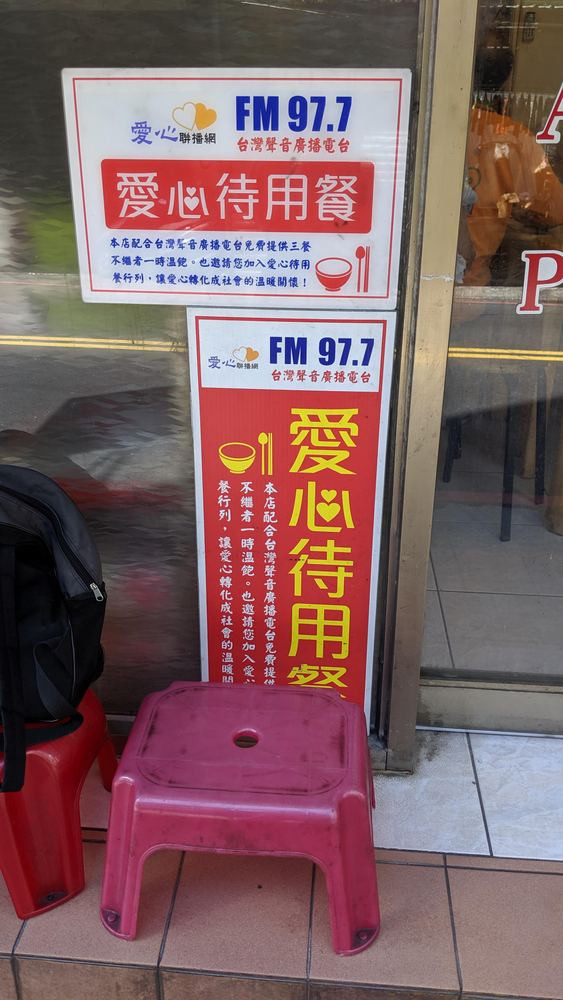 FM 97.7
愛心聯播網
台灣聲音廣播電台
愛心待用餐
本店配合台灣聲音廣播電台免費提供三餐
不繼者一時溫飽。也邀請您加入愛心待用
餐行列，讓愛心轉化成社會的溫暖關懷！
FM 97.7
愛心聯播網
台灣聲音廣播電台
愛心待用餐
本店配合台灣聲音廣播電台免費提供
不繼者一時溫飽。也邀請您加入愛心
餐行列，讓愛心轉化成社會的溫暖關
A
P